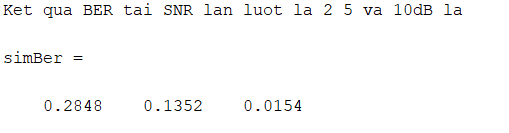 Ket qua BER tai SNR lan luot la 2 5 va 10dB la
simBer =
0.2848 0.1352 0.0154